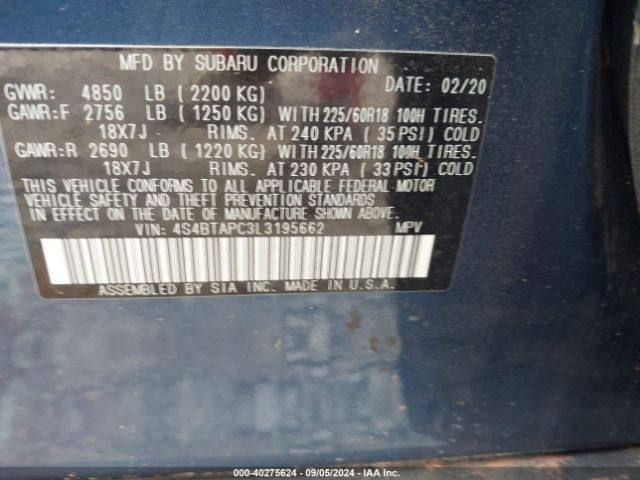 MFD BY SUBARU CORPORATION
GVWR: 4850 LB ( 2200 KG) DATE: 02/20
GAWR:F 2756 LB ( 1250 KG) WITH 225/60R18 100H TIRES.
18X7J RIMS. AT 240 KPA ( 35 PSI) COLD
GAWR:R 2690 LB ( 1220 KG) WITH 225/60R18 100H TIRES.
18X7J RIMS. AT 230 KPA ( 33 PSI) COLD
THIS VEHICLE CONFORMS TO ALL APPLICABLE FEDERAL MOTOR
VEHICLE SAFETY AND THEFT PREVENTION STANDARDS
IN EFFECT ON THE DATE OF MANUFACTURE SHOWN ABOVE.
VIN: 4S4BTAPC3L3195662 MPV
ASSEMBLED BY SIA INC. MADE IN U.S.A.
000-40275624 - 09/05/2024 - IAA Inc.